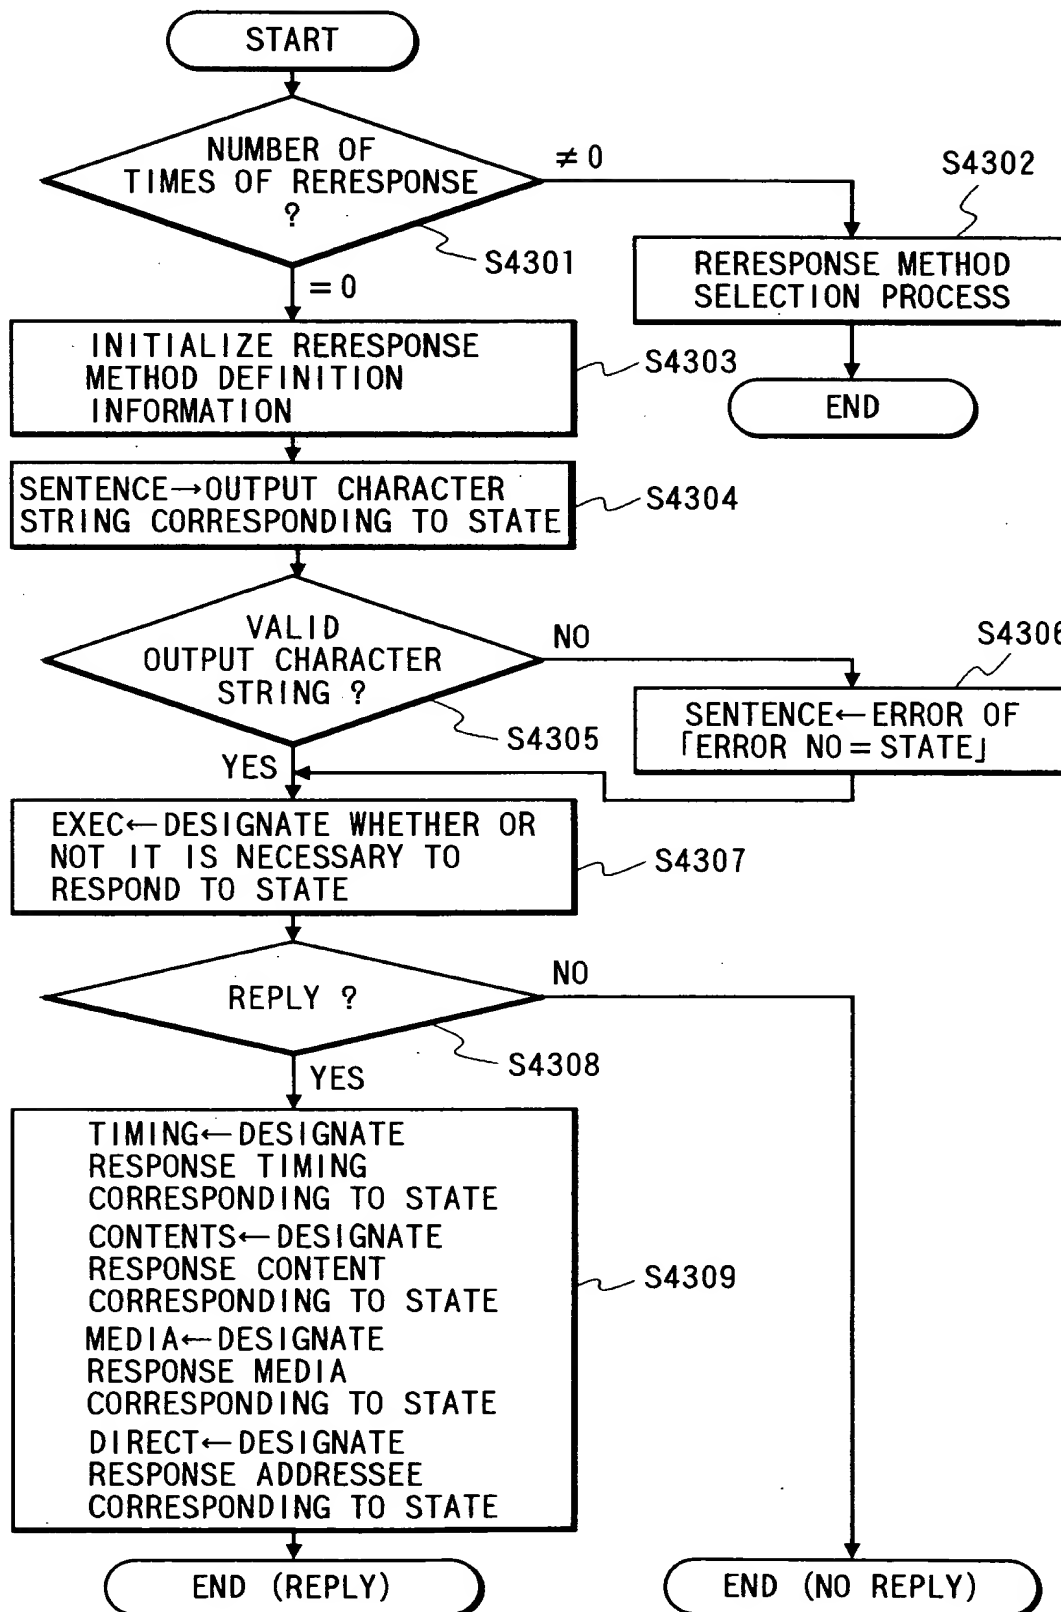 START
NUMBER OF
TIMES OF RERESPONSE
?
≠0
S4301
=0
S4302
RERESPONSE METHOD
SELECTION PROCESS
END
INITIALIZE RERESPONSE
METHOD DEFINITION
INFORMATION
S4303
SENTENCE→OUTPUT CHARACTER
STRING CORRESPONDING TO STATE
S4304
VALID
OUTPUT CHARACTER
STRING ?
NO
S4305
YES
S4306
SENTENCE←ERROR OF
「ERROR NO=STATE」
EXEC←DESIGNATE WHETHER OR
NOT IT IS NECESSARY TO
RESPOND TO STATE
S4307
REPLY ?
NO
S4308
YES
TIMING←DESIGNATE
RESPONSE TIMING
CORRESPONDING TO STATE
CONTENTS←DESIGNATE
RESPONSE CONTENT
CORRESPONDING TO STATE
MEDIA←DESIGNATE
RESPONSE MEDIA
CORRESPONDING TO STATE
DIRECT←DESIGNATE
RESPONSE ADDRESSEE
CORRESPONDING TO STATE
S4309
END (REPLY)
END (NO REPLY)